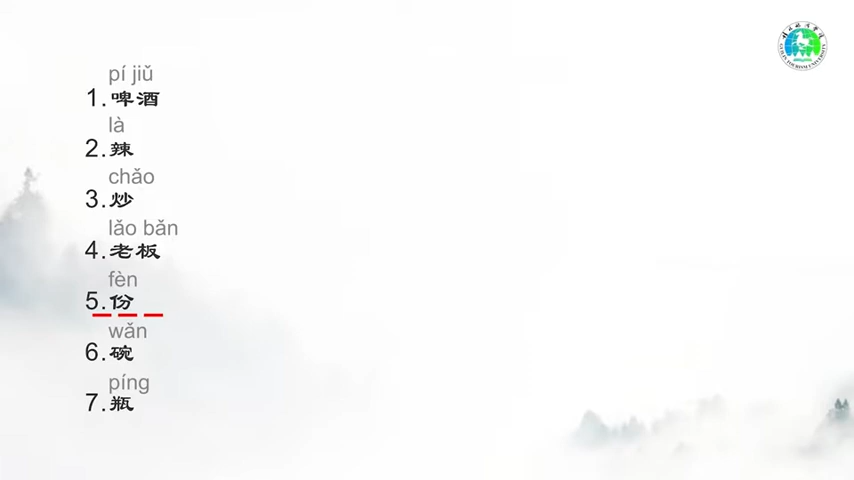 pí jiǔ
1.啤酒
là
2.辣
chǎo
3.炒
lǎo bǎn
4.老板
fèn
5.份
wǎn
6.碗
píng
7.瓶